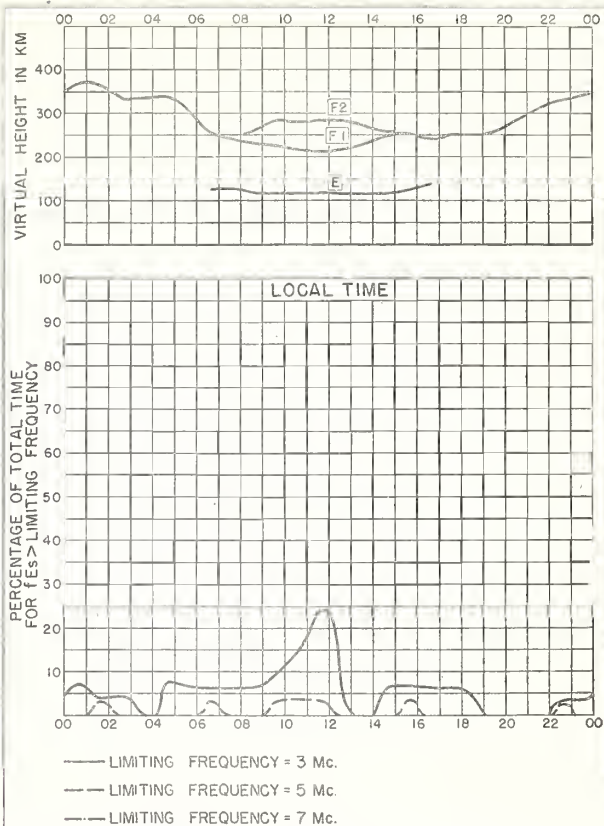 00 02 04 06 08 10 12 14 16 18 20 22 00
VIRTUAL HEIGHT IN KM
400
300
200
100
0
F2
F1
E
LOCAL TIME
PERCENTAGE OF TOTAL TIME
FOR fEs > LIMITING FREQUENCY
100
90
80
70
60
50
40
30
20
10
00 02 04 06 08 10 12 14 16 18 20 22 00
LIMITING FREQUENCY = 3 Mc.
LIMITING FREQUENCY = 5 Mc.
LIMITING FREQUENCY = 7 Mc.